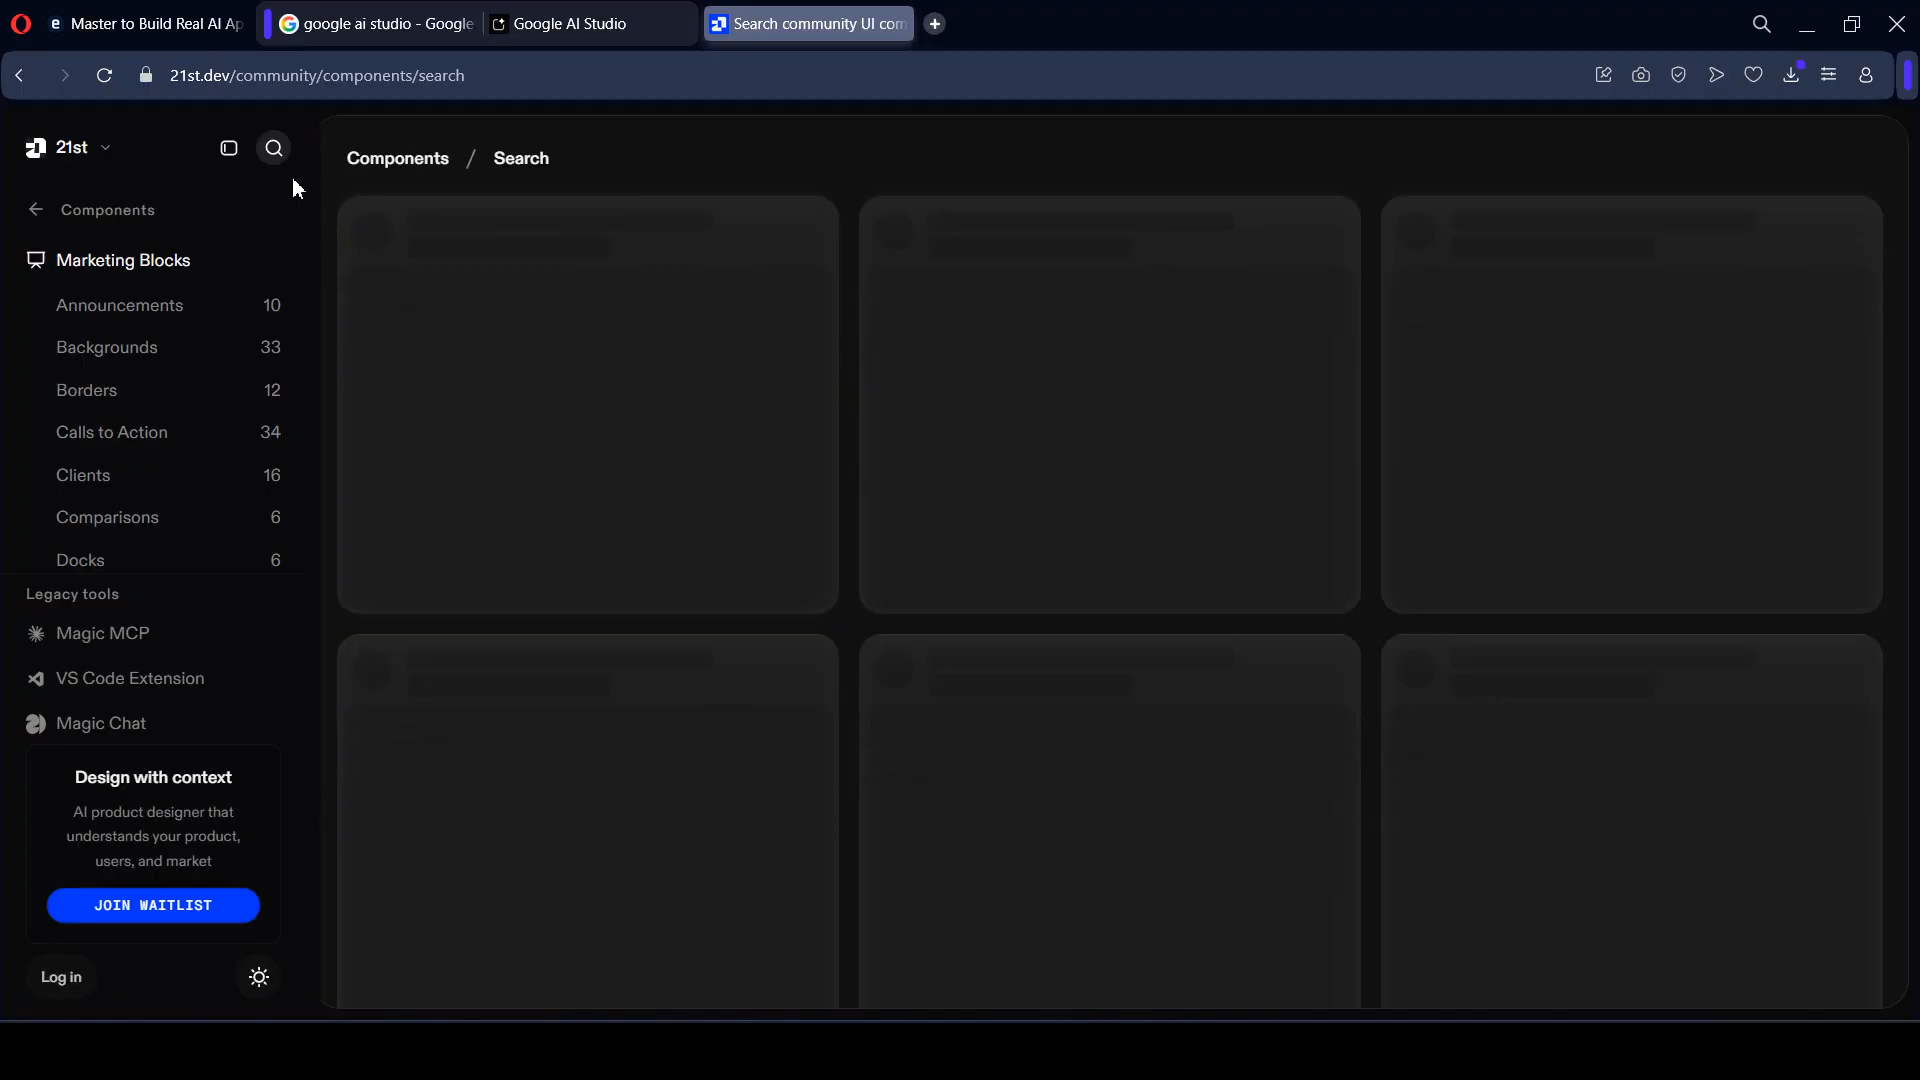 Master to Build Real AI Ap
google ai studio - Google
Google AI Studio
Search community UI com
21st.dev/community/components/search
21st
Components / Search
Components
Marketing Blocks
Announcements 10
Backgrounds 33
Borders 12
Calls to Action 34
Clients 16
Comparisons 6
Docks 6
Legacy tools
Magic MCP
VS Code Extension
Magic Chat
Design with context
AI product designer that
understands your product,
users, and market
JOIN WAITLIST
Log in